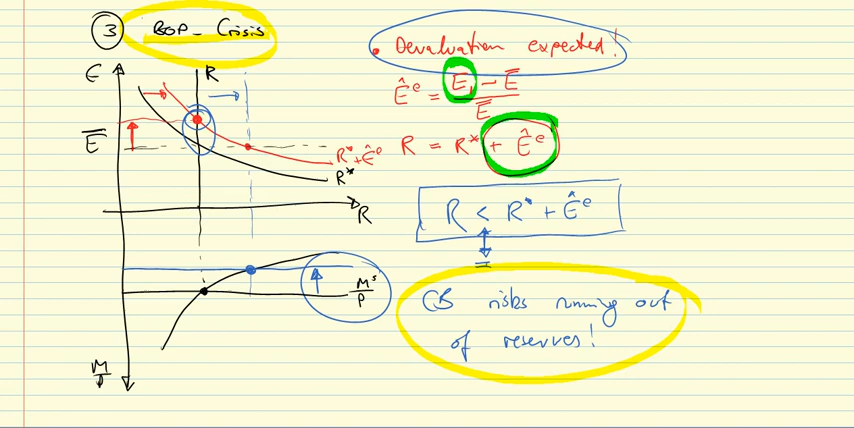 ③ BOP - Crisis
• Devaluation expected!
E R
Ê^e = (E₁ - E̅) / E̅
E̅
R = R* + Ê^e
R* + Ê^e
R*
R
R < R* + Ê^e
=
M^s/P
CB risks running out
of reserves!
M/P